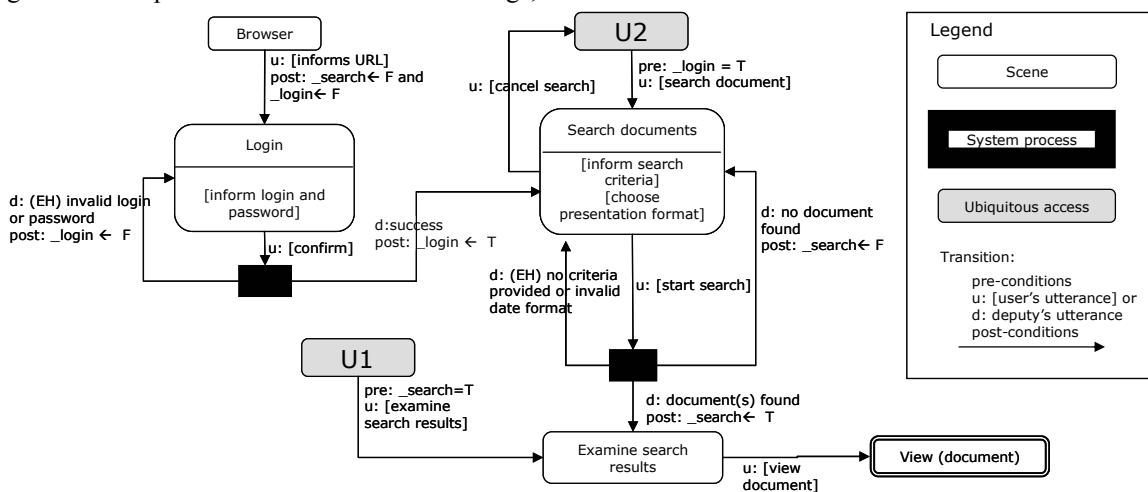 Browser
u: [informs URL]
post: _search← F and
_login← F
Login
[inform login and
password]
d: (EH) invalid login
or password
post: _login ← F
u: [confirm]
d:success
post: _login ← T
U2
pre: _login = T
u: [search document]
u: [cancel search]
Search documents
[inform search
criteria]
[choose
presentation format]
d: no document
found
post: _search← F
d: (EH) no criteria
provided or invalid
date format
u: [start search]
U1
pre: _search=T
u: [examine
search results]
d: document(s) found
post: _search← T
Examine search
results
u: [view
document]
View (document)
Legend
Scene
System process
Ubiquitous access
Transition:
pre-conditions
u: [user's utterance] or
d: deputy's utterance
post-conditions